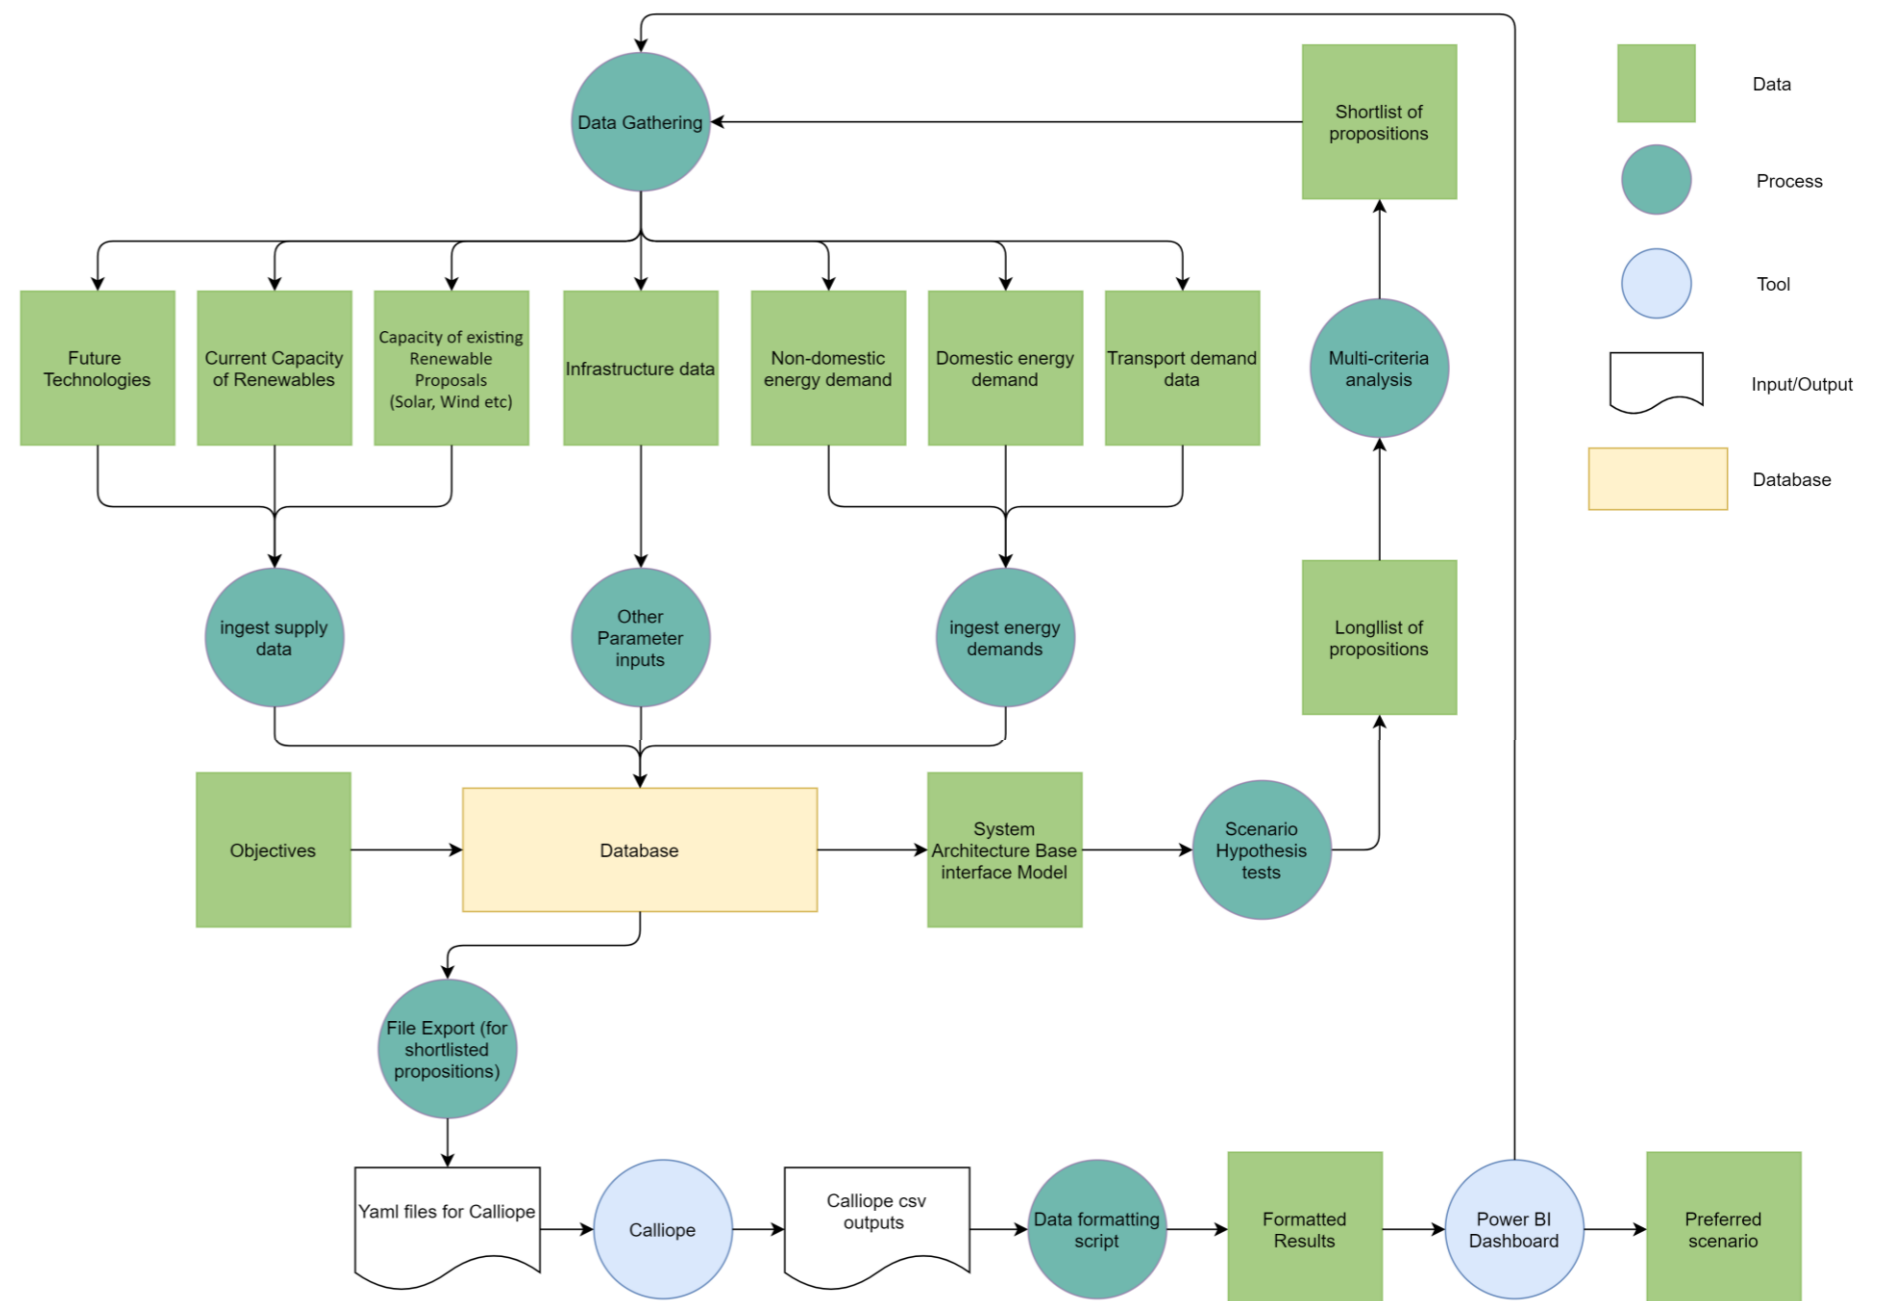 Data Gathering
Shortlist of
propositions
Data
Process
Tool
Input/Output
Database
Future
Technologies
Current Capacity
of Renewables
Capacity of existing
Renewable
Proposals
(Solar, Wind etc)
Infrastructure data
Non-domestic
energy demand
Domestic energy
demand
Transport demand
data
Multi-criteria
analysis
ingest supply
data
Other
Parameter
inputs
ingest energy
demands
Longllist of
propositions
Objectives
Database
System
Architecture Base
interface Model
Scenario
Hypothesis
tests
File Export (for
shortlisted
propositions)
Yaml files for Calliope
Calliope
Calliope csv
outputs
Data formatting
script
Formatted
Results
Power BI
Dashboard
Preferred
scenario